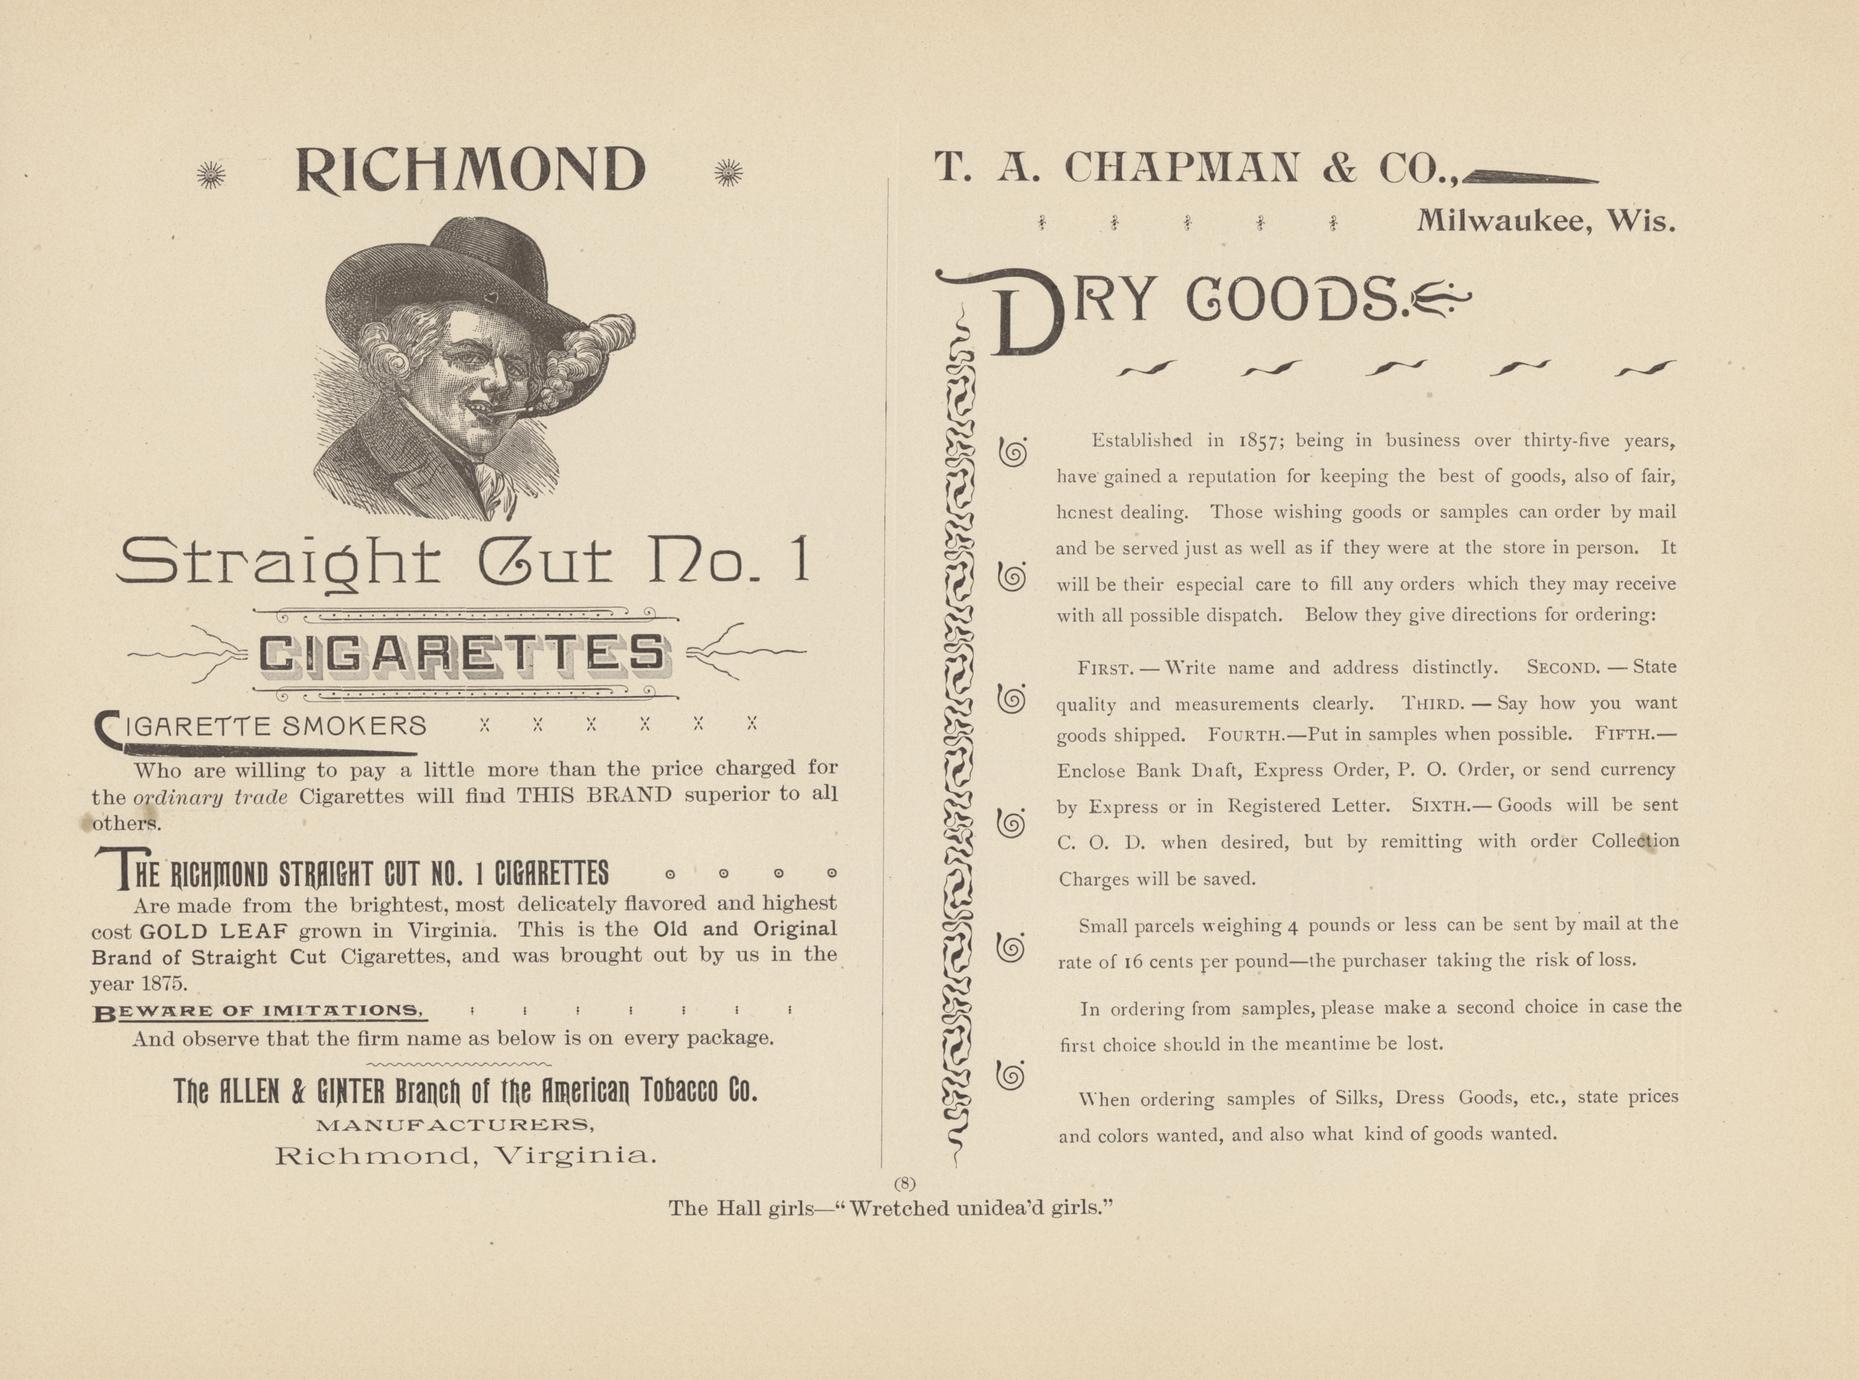 RICHMOND
Straight Cut No. 1
CIGARETTES
CIGARETTE SMOKERS
Who are willing to pay a little more than the price charged for
the ordinary trade Cigarettes will find THIS BRAND superior to all
others.
THE RICHMOND STRAIGHT CUT NO. 1 CIGARETTES
Are made from the brightest, most delicately flavored and highest
cost GOLD LEAF grown in Virginia. This is the Old and Original
Brand of Straight Cut Cigarettes, and was brought out by us in the
year 1875.
BEWARE OF IMITATIONS,
And observe that the firm name as below is on every package.
The ALLEN & GINTER Branch of the American Tobacco Co.
MANUFACTURERS,
Richmond, Virginia.
T. A. CHAPMAN & CO.,
Milwaukee, Wis.
DRY GOODS.
Established in 1857; being in business over thirty-five years,
have gained a reputation for keeping the best of goods, also of fair,
honest dealing. Those wishing goods or samples can order by mail
and be served just as well as if they were at the store in person. It
will be their especial care to fill any orders which they may receive
with all possible dispatch. Below they give directions for ordering:
FIRST. — Write name and address distinctly. SECOND. — State
quality and measurements clearly. THIRD. — Say how you want
goods shipped. FOURTH.—Put in samples when possible. FIFTH.—
Enclose Bank Draft, Express Order, P. O. Order, or send currency
by Express or in Registered Letter. SIXTH.— Goods will be sent
C. O. D. when desired, but by remitting with order Collection
Charges will be saved.
Small parcels weighing 4 pounds or less can be sent by mail at the
rate of 16 cents per pound—the purchaser taking the risk of loss.
In ordering from samples, please make a second choice in case the
first choice should in the meantime be lost.
When ordering samples of Silks, Dress Goods, etc., state prices
and colors wanted, and also what kind of goods wanted.
(8)
The Hall girls—“Wretched unidea’d girls.”